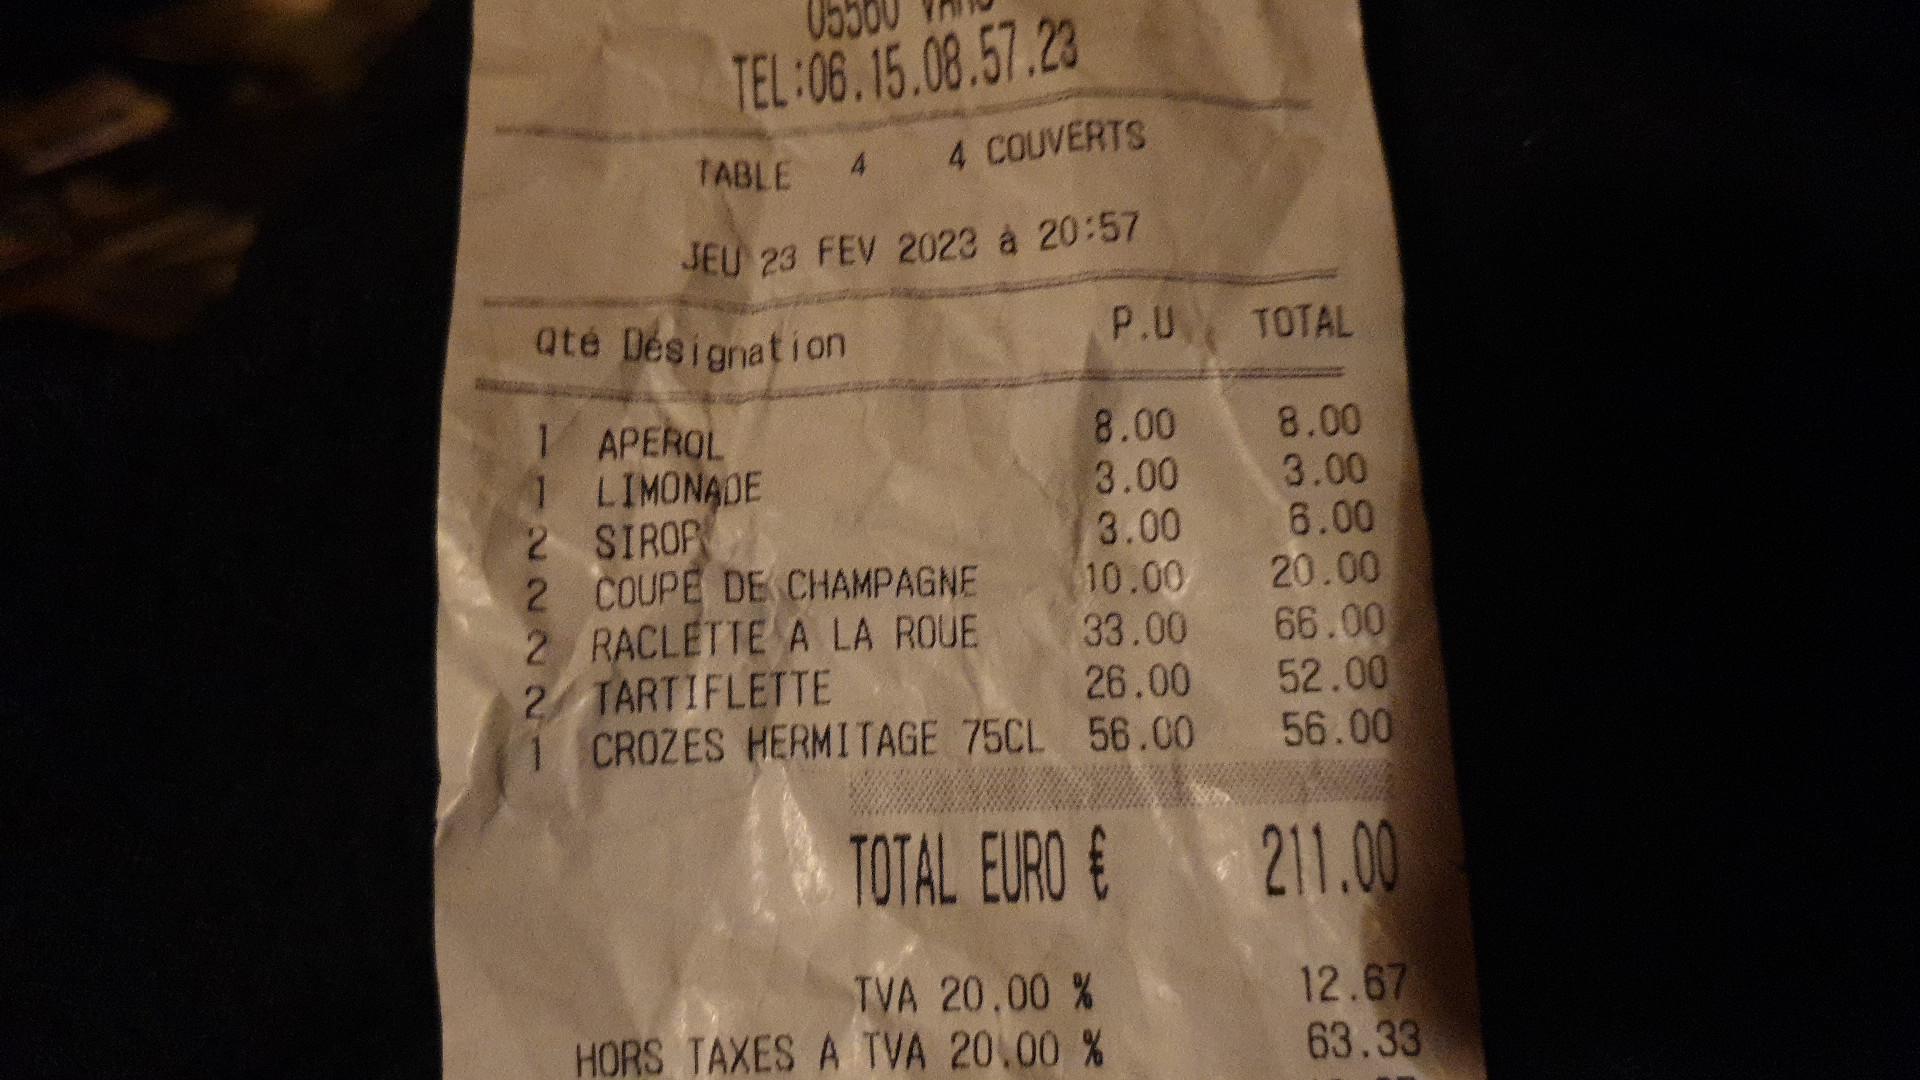 05560 VARS
TEL:06.15.08.57.23
TABLE 4 4 COUVERTS
JEU 23 FEV 2023 à 20:57
Qté Désignation P.U TOTAL
1 APEROL 8.00 8.00
1 LIMONADE 3.00 3.00
2 SIROP 3.00 6.00
2 COUPE DE CHAMPAGNE 10.00 20.00
2 RACLETTE A LA ROUE 33.00 66.00
2 TARTIFLETTE 26.00 52.00
1 CROZES HERMITAGE 75CL 56.00 56.00
TOTAL EURO € 211.00
TVA 20.00 % 12.67
HORS TAXES A TVA 20.00 % 63.33